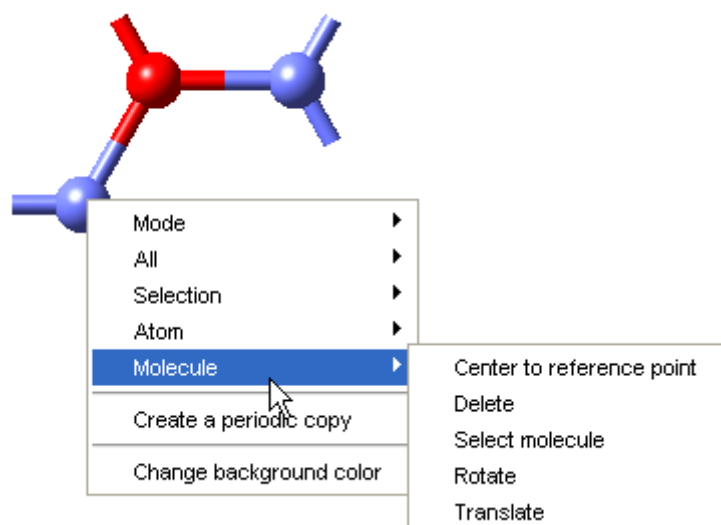 Mode
All
Selection
Atom
Molecule
Create a periodic copy
Change background color
Center to reference point
Delete
Select molecule
Rotate
Translate